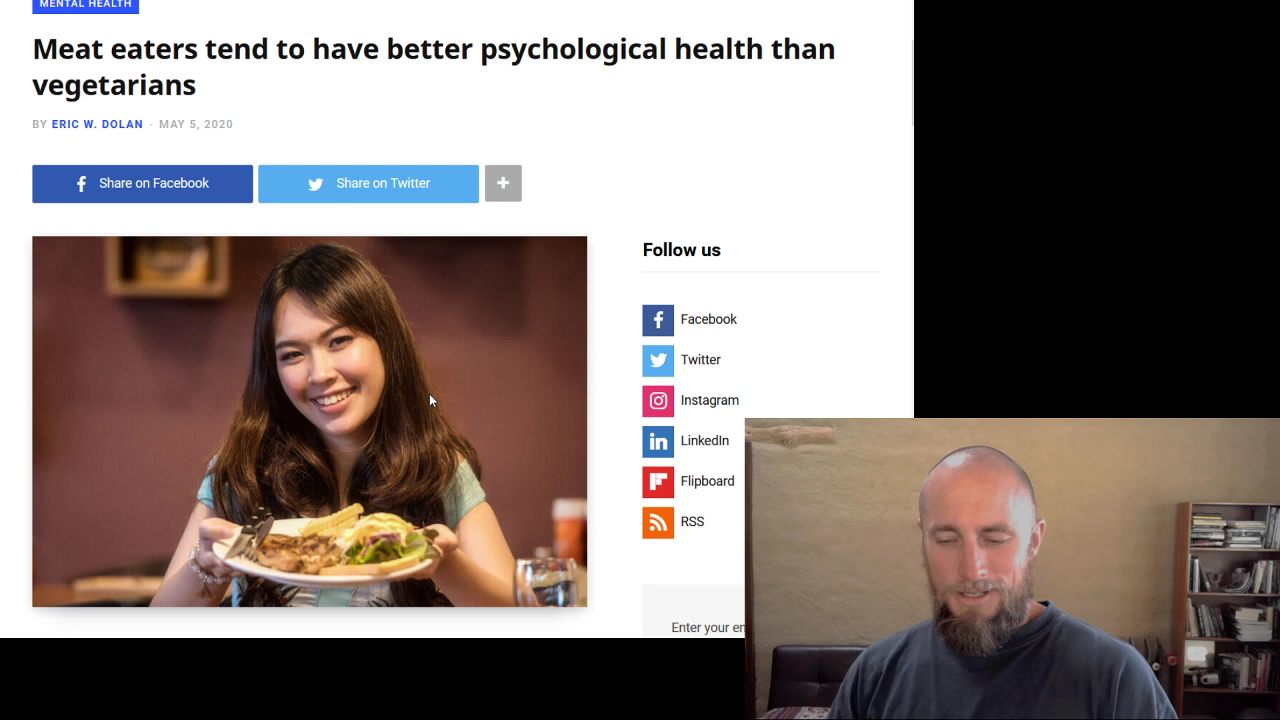 MENTAL HEALTH
Meat eaters tend to have better psychological health than
vegetarians
BY ERIC W. DOLAN - MAY 5, 2020
Share on Facebook
Share on Twitter
Follow us
Facebook
Twitter
Instagram
LinkedIn
Flipboard
RSS
Enter your